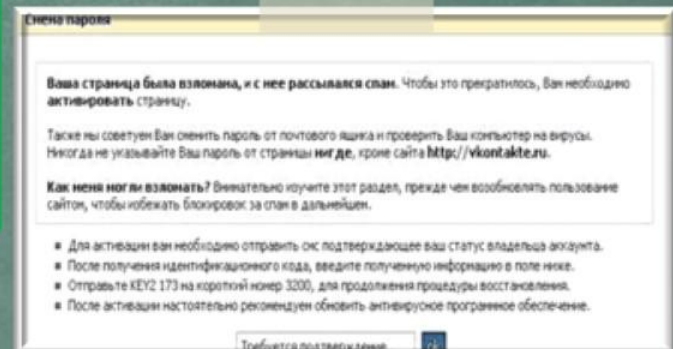 Смена пароля
Ваша страница была взломана, и с нее рассылался спам. Чтобы это прекратилось, Вам необходимо
активировать страницу.
Также мы советуем Вам сменить пароль от почтового ящика и проверить Ваш компьютер на вирусы.
Никогда не указывайте Ваш пароль от страницы нигде, кроме сайта http://vkontakte.ru.
Как меня могли взломать? Внимательно изучите этот раздел, прежде чем возобновлять пользование
сайтом, чтобы избежать блокировок за спам в дальнейшем.
Для активации вам необходимо отправить смс подтверждающее ваш статус владельца аккаунта.
После получения идентификационного кода, введите полученную информацию в поле ниже.
Отправьте KEY2 173 на короткий номер 3200, для продолжения процедуры восстановления.
После активации настоятельно рекомендуем обновить антивирусное программное обеспечение.
Требуется подтверждение ok